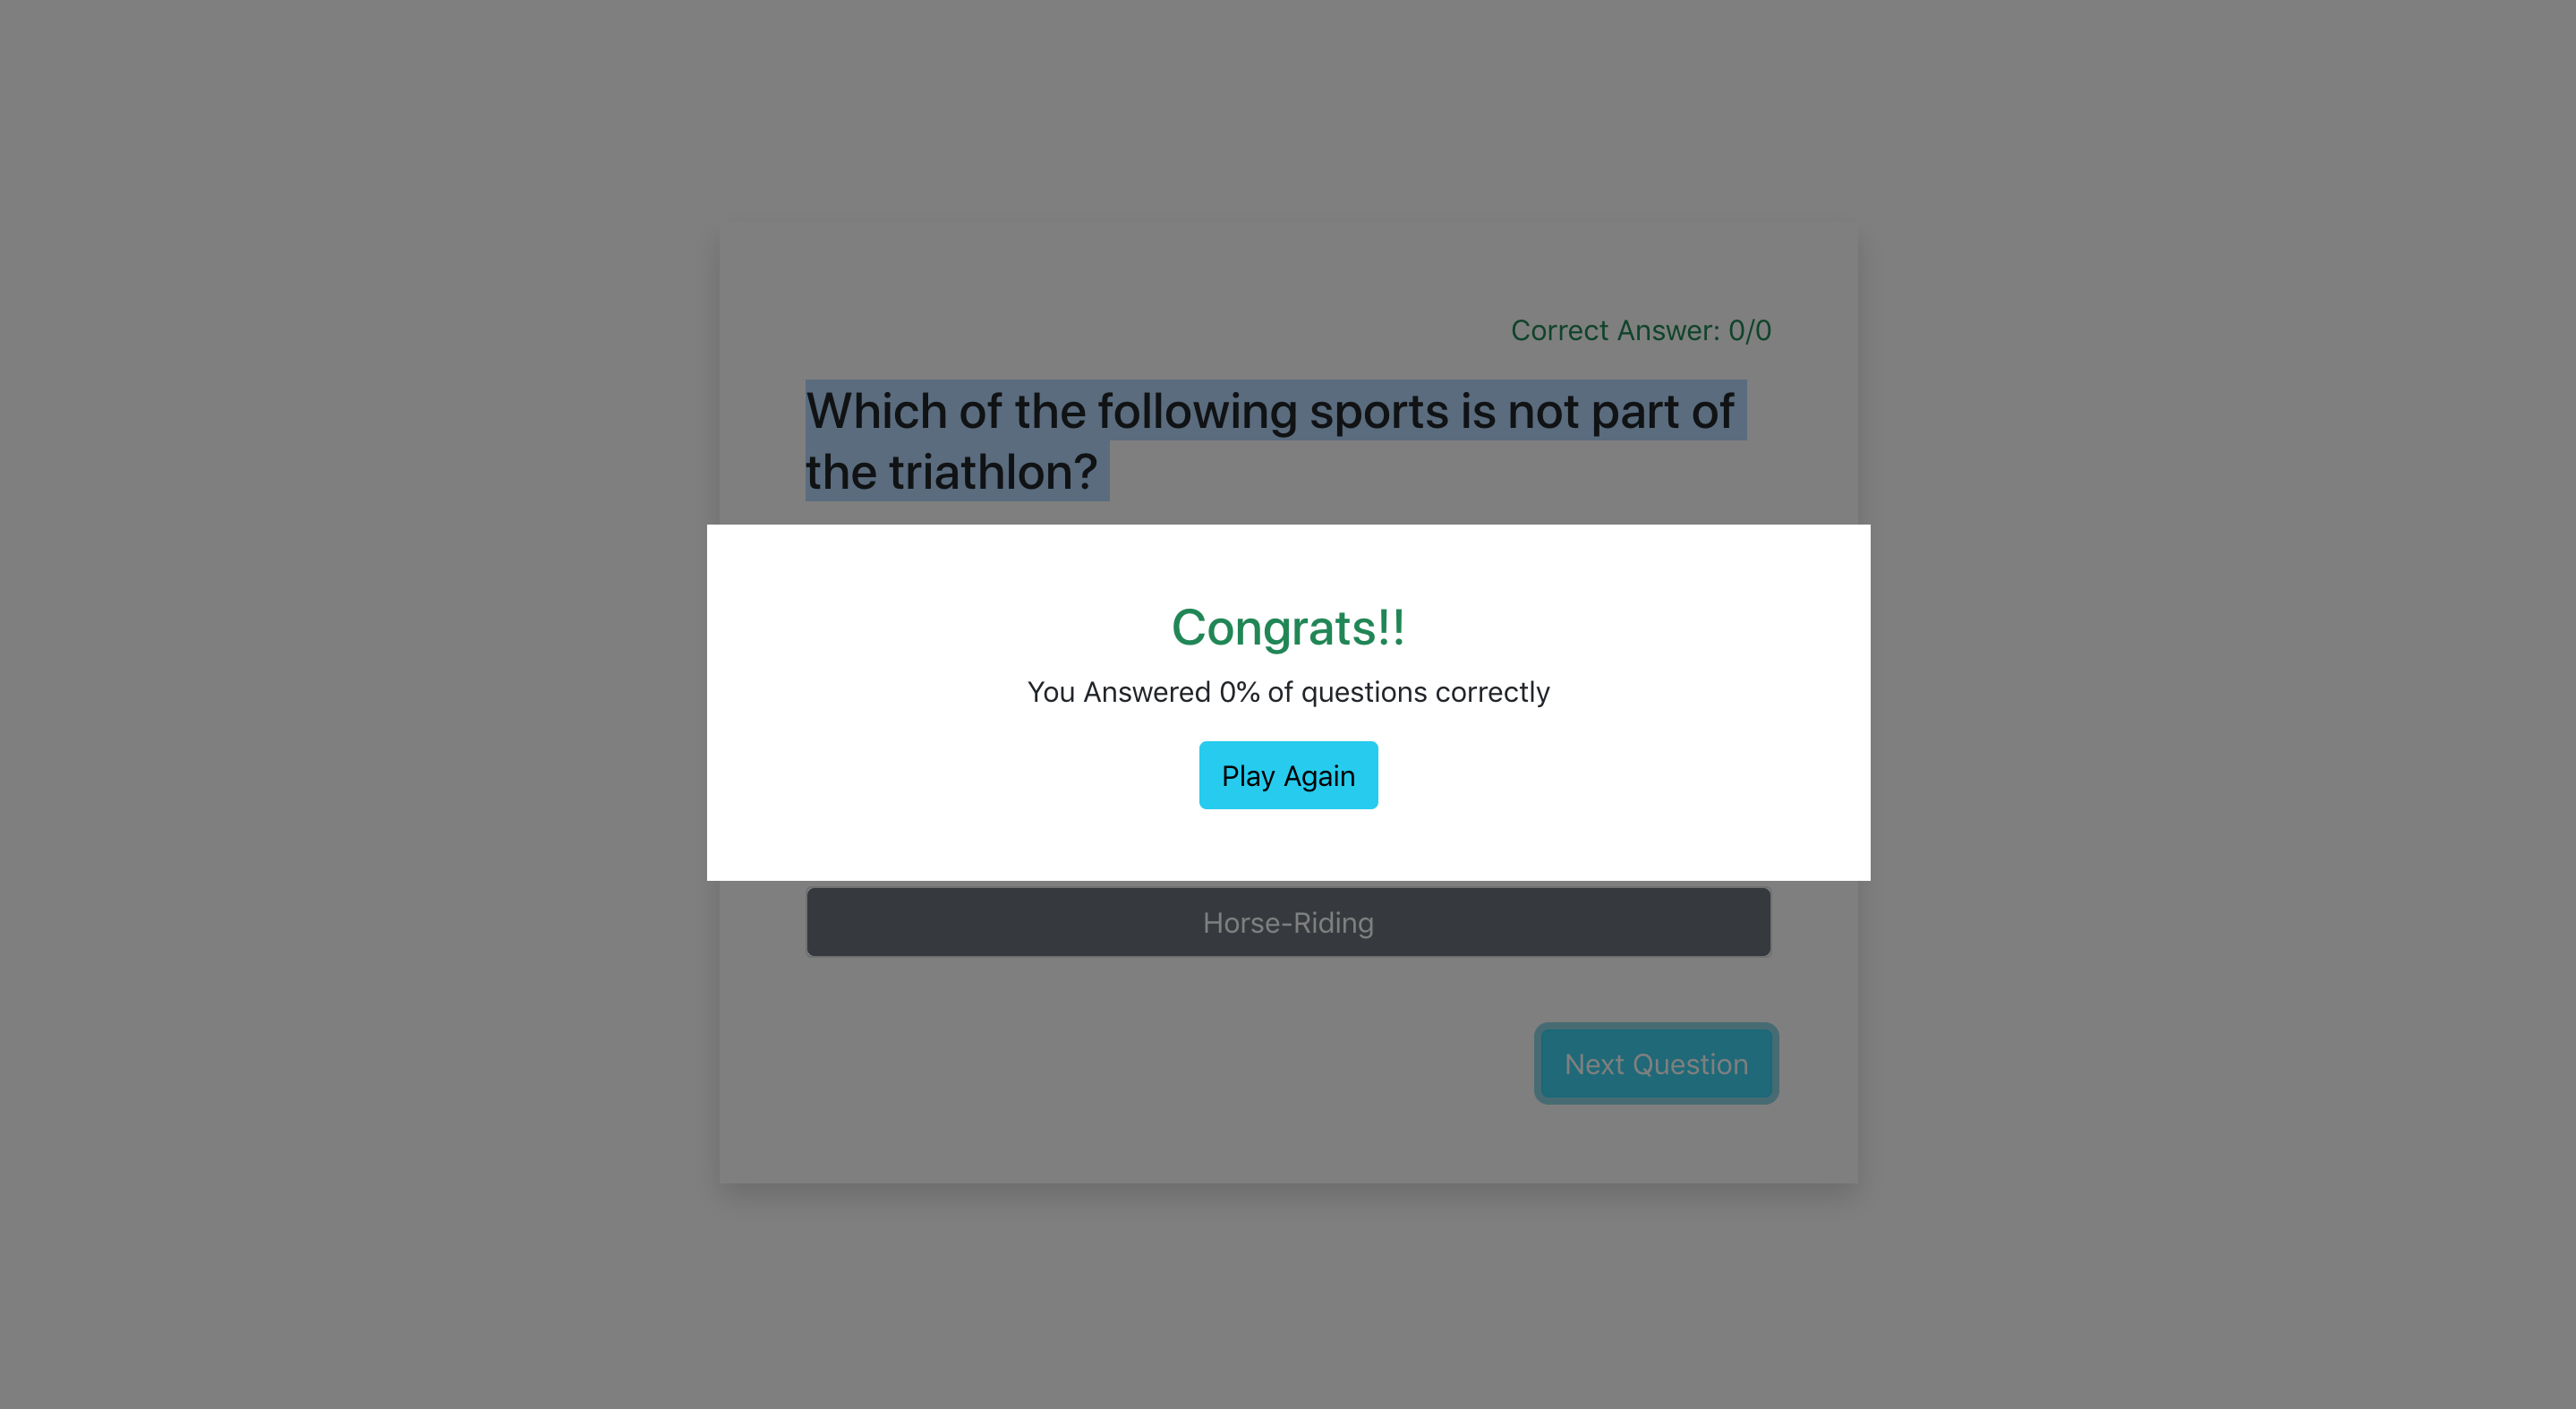 Correct Answer: 0/0
Which of the following sports is not part of
the triathlon?
Congrats!!
You Answered 0% of questions correctly
Play Again
Horse-Riding
Next Question